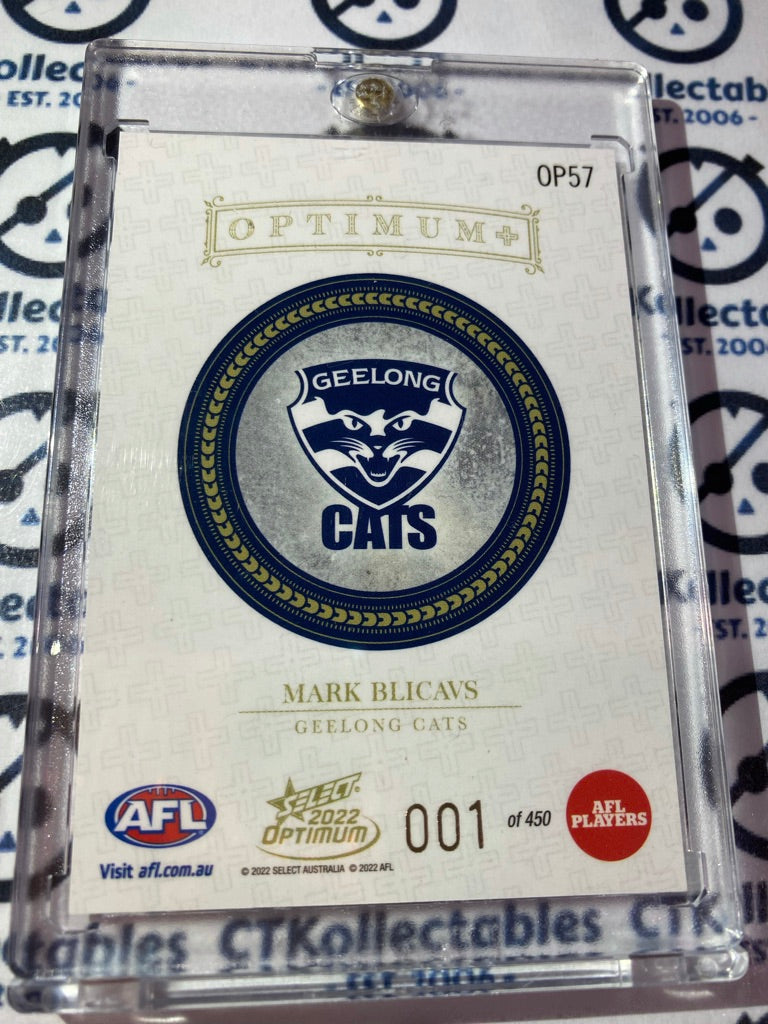 OP57
OPTIMUM+
GEELONG
CATS
MARK BLICAVS
GEELONG CATS
AFL
Visit afl.com.au
SELECT
2022
OPTIMUM
© 2022 SELECT AUSTRALIA © 2022 AFL
001 of 450
AFL
PLAYERS
CTKollectables
EST. 2006 -